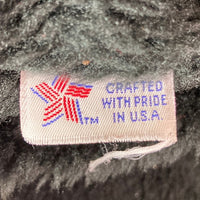 CRAFTED
WITH PRIDE
IN U.S.A.
TM